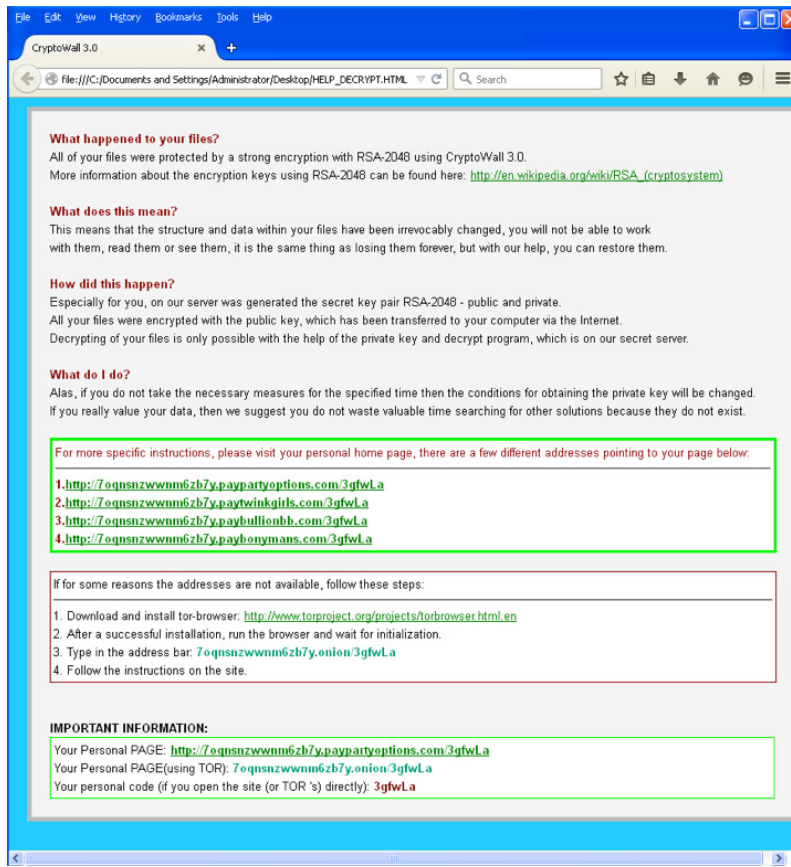 File Edit View History Bookmarks Tools Help
CryptoWall 3.0
file:///C:/Documents and Settings/Administrator/Desktop/HELP_DECRYPT.HTML Search
What happened to your files?
All of your files were protected by a strong encryption with RSA-2048 using CryptoWall 3.0.
More information about the encryption keys using RSA-2048 can be found here: http://en.wikipedia.org/wiki/RSA_(cryptosystem)
What does this mean?
This means that the structure and data within your files have been irrevocably changed, you will not be able to work
with them, read them or see them, it is the same thing as losing them forever, but with our help, you can restore them.
How did this happen?
Especially for you, on our server was generated the secret key pair RSA-2048 - public and private.
All your files were encrypted with the public key, which has been transferred to your computer via the Internet.
Decrypting of your files is only possible with the help of the private key and decrypt program, which is on our secret server.
What do I do?
Alas, if you do not take the necessary measures for the specified time then the conditions for obtaining the private key will be changed.
If you really value your data, then we suggest you do not waste valuable time searching for other solutions because they do not exist.
For more specific instructions, please visit your personal home page, there are a few different addresses pointing to your page below:
1.http://7oqnsnzwwnm6zb7y.paypartyoptions.com/3gfwLa
2.http://7oqnsnzwwnm6zb7y.paytwinkgirls.com/3gfwLa
3.http://7oqnsnzwwnm6zb7y.paybullionbb.com/3gfwLa
4.http://7oqnsnzwwnm6zb7y.paybonymans.com/3gfwLa
If for some reasons the addresses are not available, follow these steps:
1. Download and install tor-browser: http://www.torproject.org/projects/torbrowser.html.en
2. After a successful installation, run the browser and wait for initialization.
3. Type in the address bar: 7oqnsnzwwnm6zb7y.onion/3gfwLa
4. Follow the instructions on the site.
IMPORTANT INFORMATION:
Your Personal PAGE: http://7oqnsnzwwnm6zb7y.paypartyoptions.com/3gfwLa
Your Personal PAGE(using TOR): 7oqnsnzwwnm6zb7y.onion/3gfwLa
Your personal code (if you open the site (or TOR 's) directly): 3gfwLa